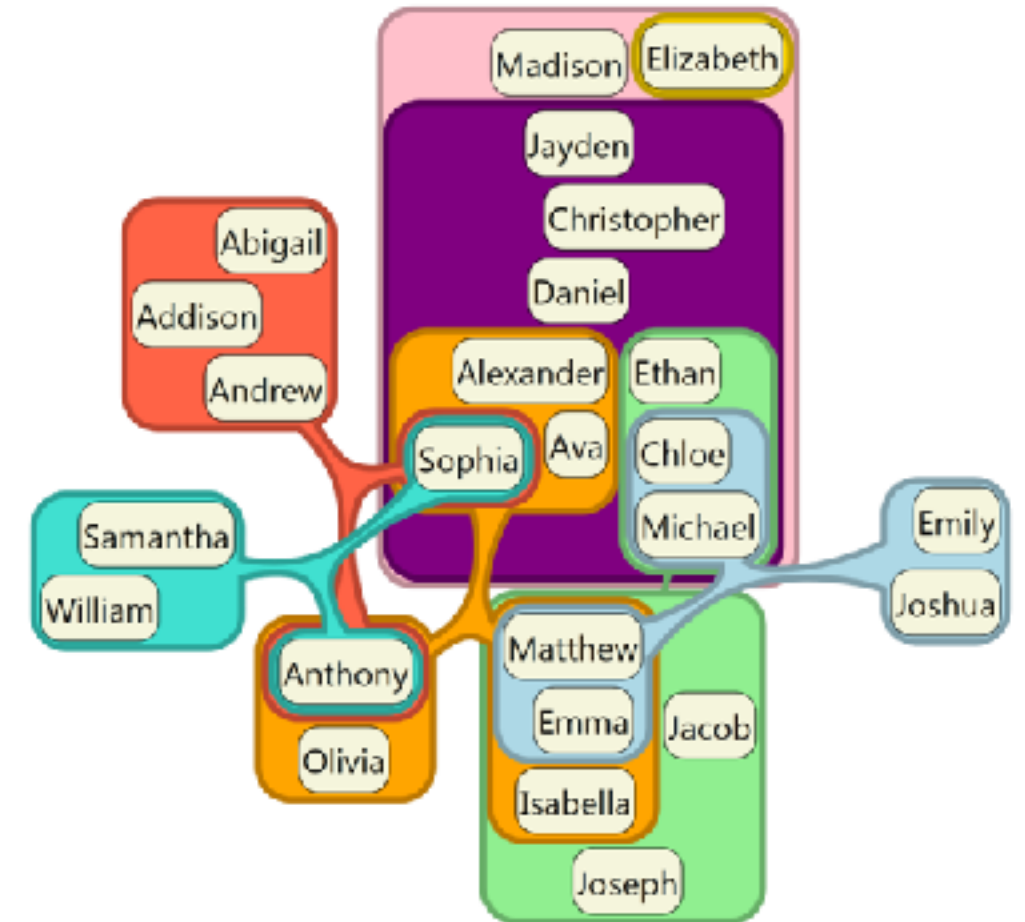 Madison
Elizabeth
Jayden
Christopher
Daniel
Abigail
Addison
Andrew
Alexander
Ethan
Sophia
Ava
Chloe
Michael
Samantha
William
Emily
Joshua
Anthony
Olivia
Matthew
Emma
Jacob
Isabella
Joseph